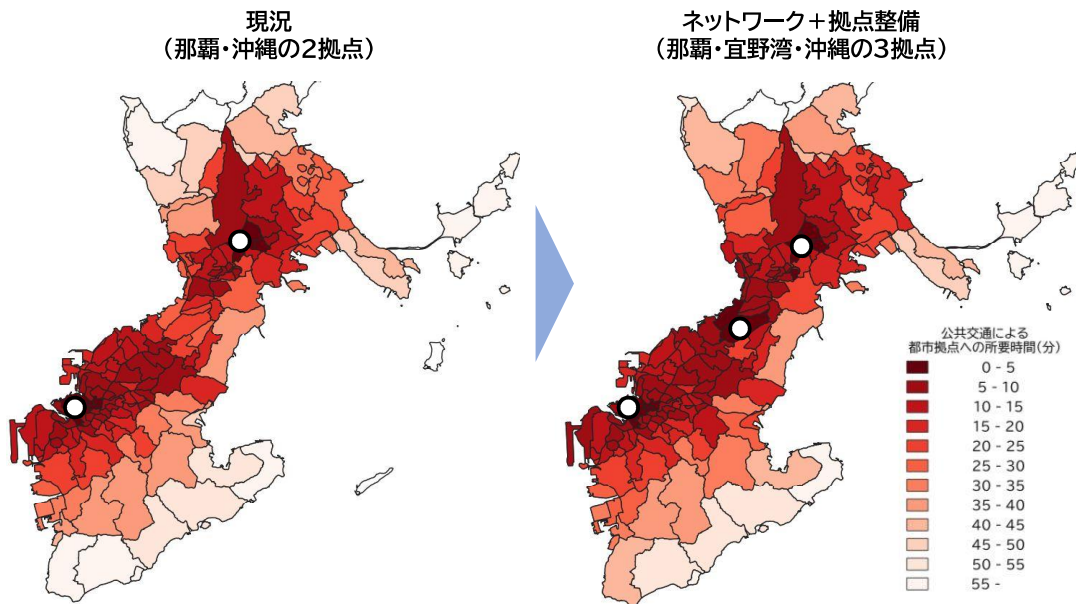 現況
（那覇・沖縄の２拠点）
ネットワーク＋拠点整備
（那覇・宜野湾・沖縄の３拠点）
公共交通による
都市拠点への所要時間（分）
0 - 5
5 - 10
10 - 15
15 - 20
20 - 25
25 - 30
30 - 35
35 - 40
40 - 45
45 - 50
50 - 55
55 -